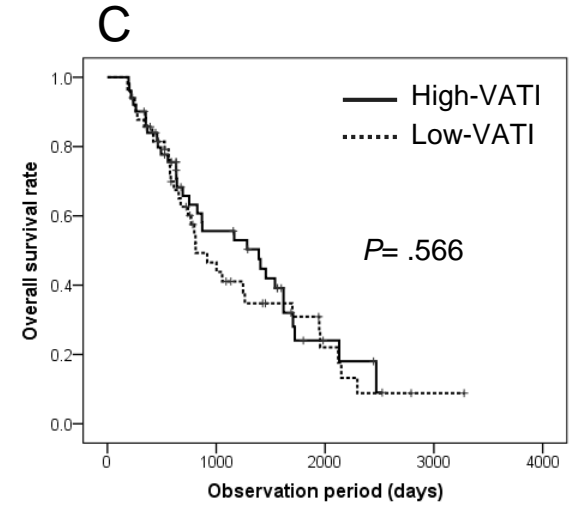 C
High-VATI
Low-VATI
P= .566
Overall survival rate
1.0
0.8
0.6
0.4
0.2
0.0
0
1000
2000
3000
4000
Observation period (days)